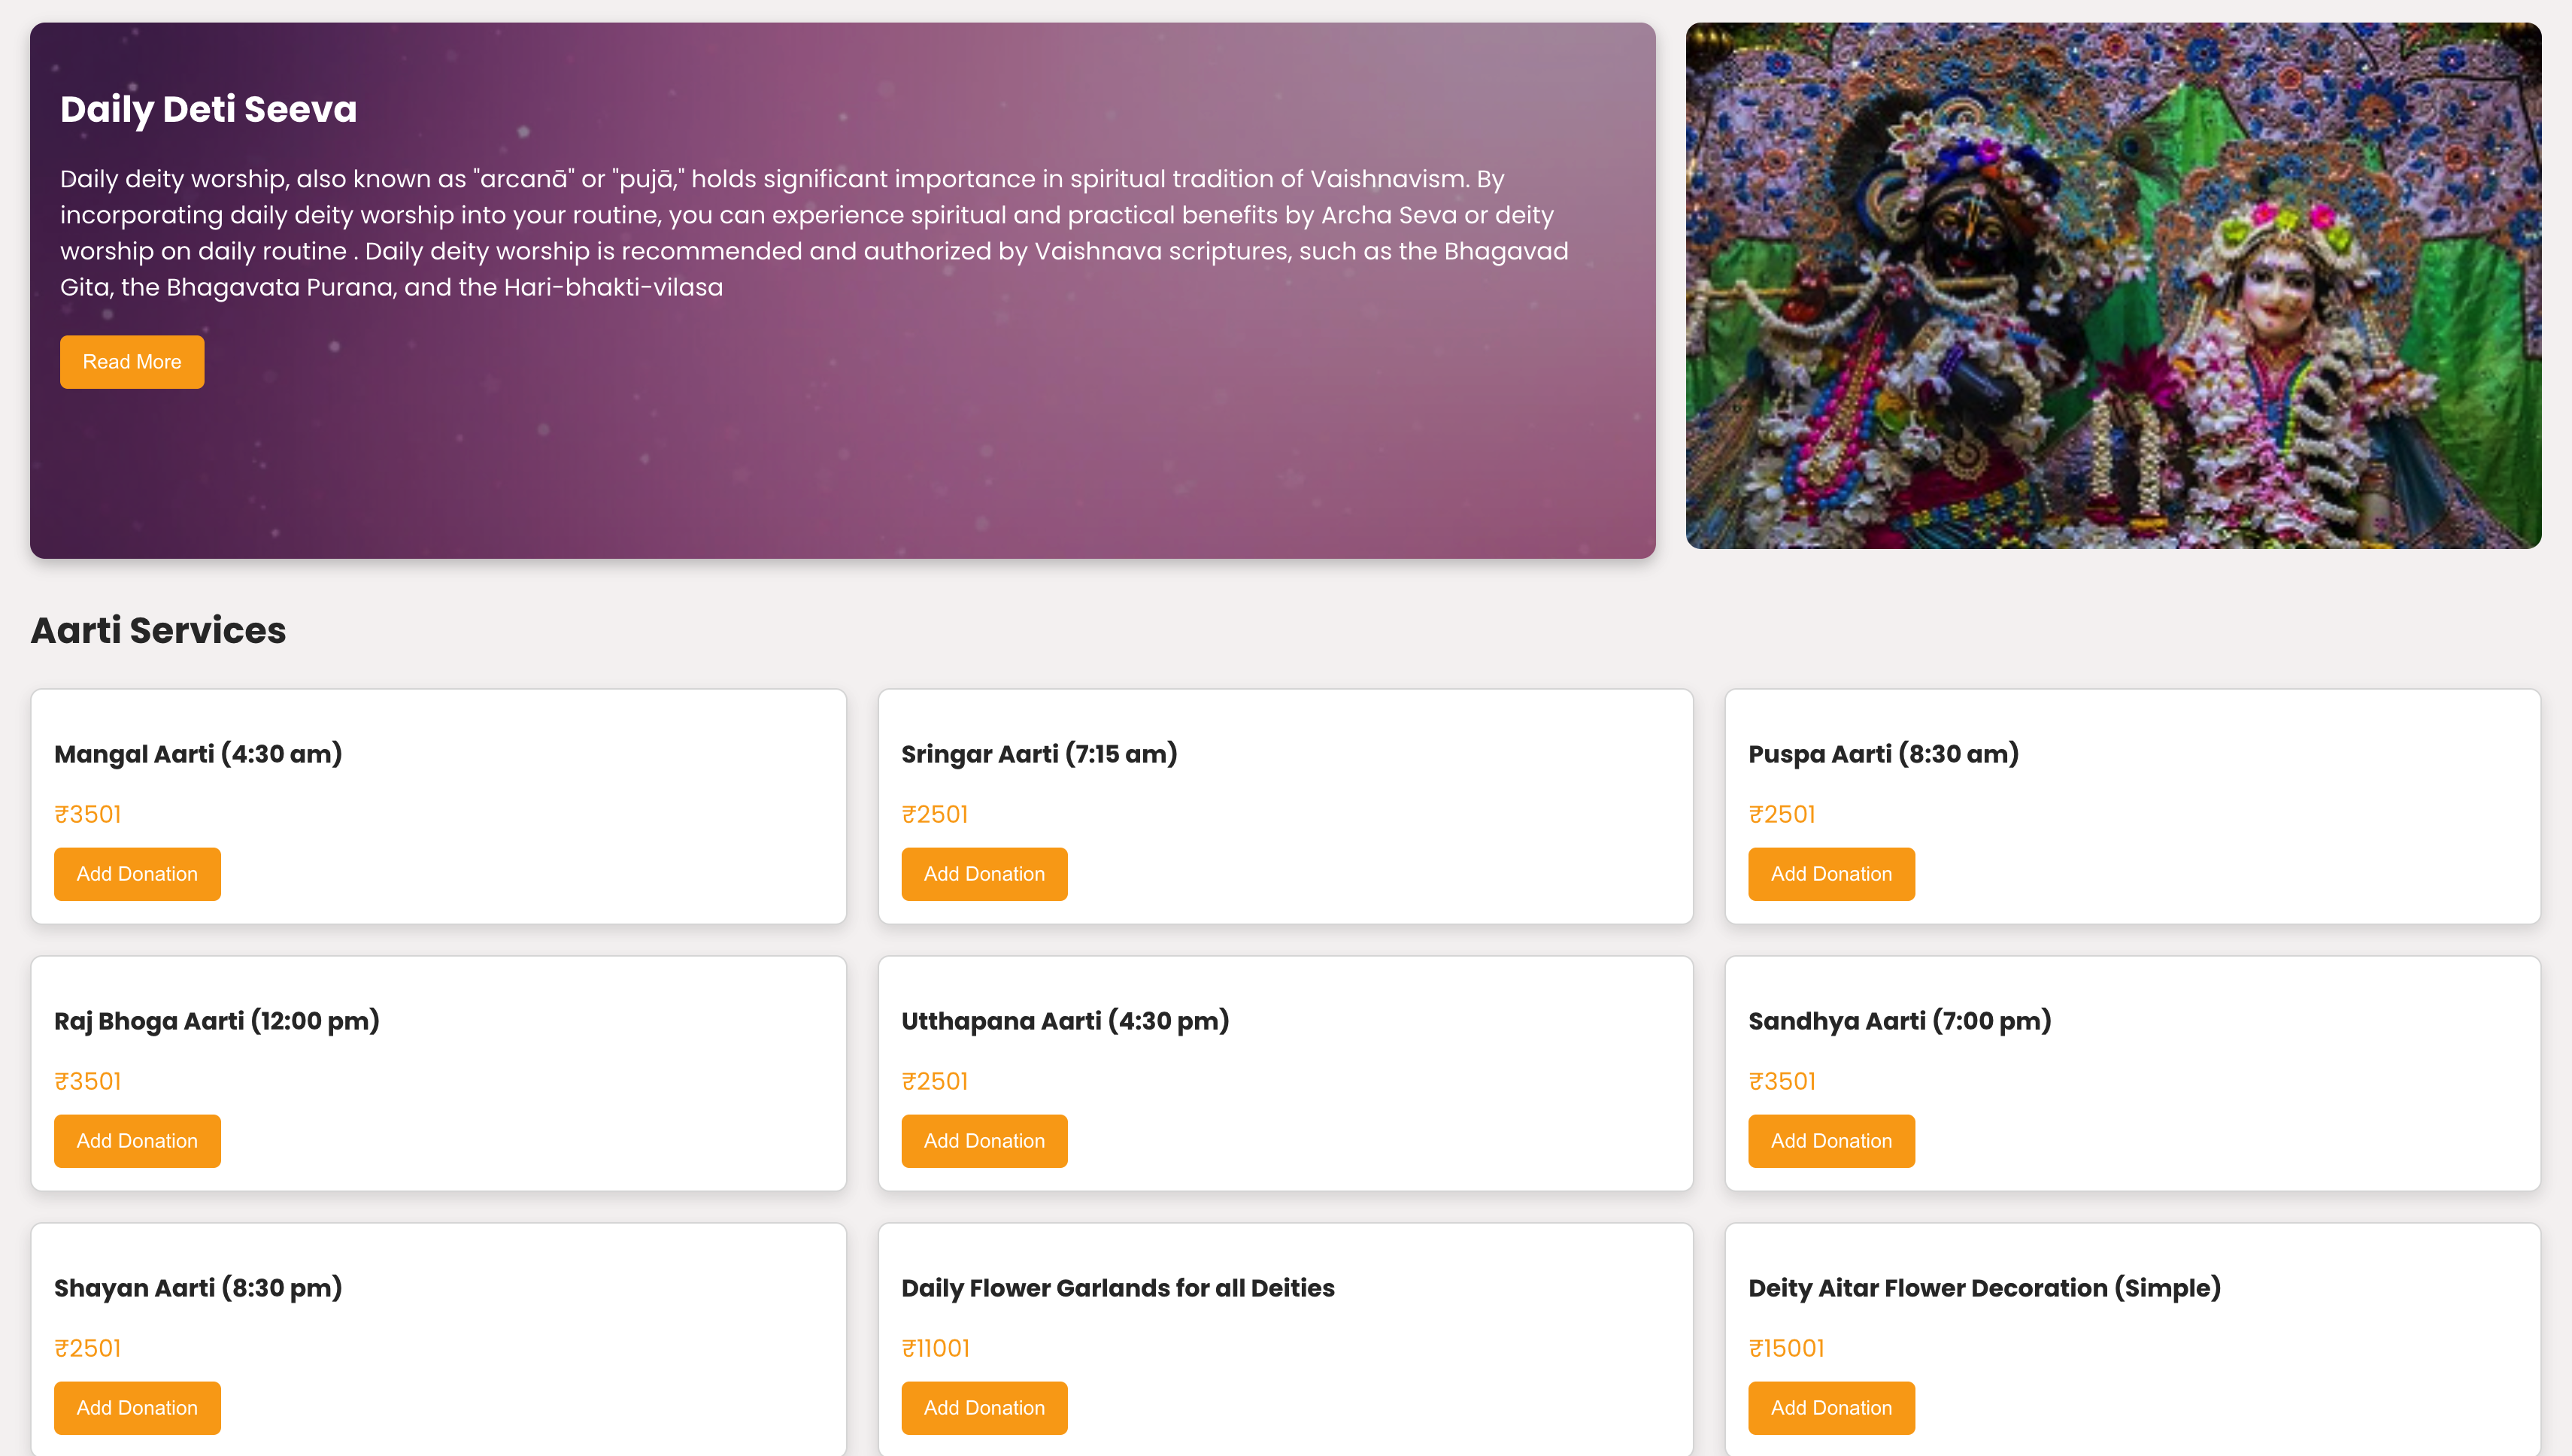 Daily Deti Seeva
Daily deity worship, also known as "arcanā" or "pujā," holds significant importance in spiritual tradition of Vaishnavism. By
incorporating daily deity worship into your routine, you can experience spiritual and practical benefits by Archa Seva or deity
worship on daily routine . Daily deity worship is recommended and authorized by Vaishnava scriptures, such as the Bhagavad
Gita, the Bhagavata Purana, and the Hari-bhakti-vilasa
Read More
Aarti Services
Mangal Aarti (4:30 am)
₹3501
Add Donation
Sringar Aarti (7:15 am)
₹2501
Add Donation
Puspa Aarti (8:30 am)
₹2501
Add Donation
Raj Bhoga Aarti (12:00 pm)
₹3501
Add Donation
Utthapana Aarti (4:30 pm)
₹2501
Add Donation
Sandhya Aarti (7:00 pm)
₹3501
Add Donation
Shayan Aarti (8:30 pm)
₹2501
Add Donation
Daily Flower Garlands for all Deities
₹11001
Add Donation
Deity Aitar Flower Decoration (Simple)
₹15001
Add Donation